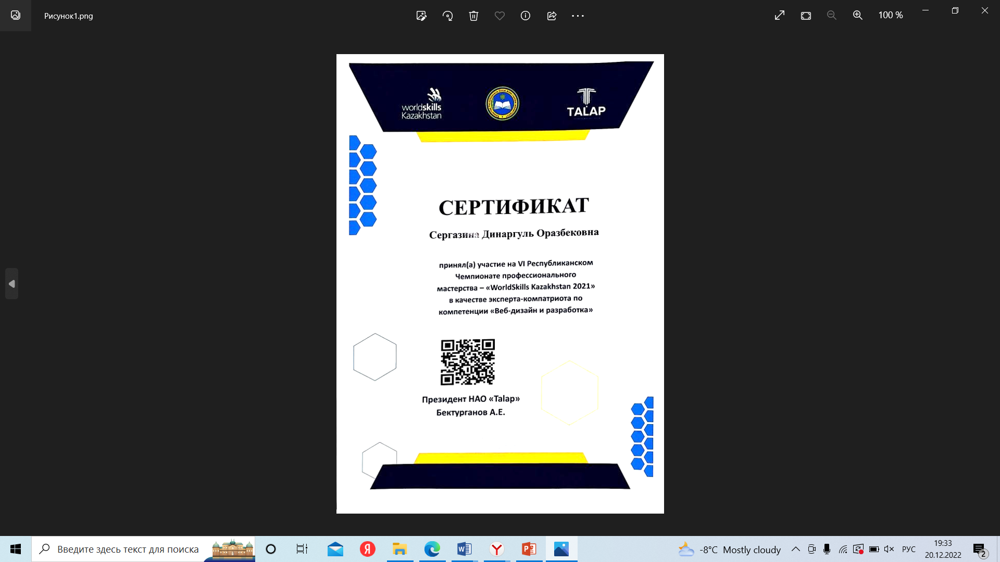 Рисунок1.png
100 %
worldskills
Kazakhstan
TALAP
СЕРТИФИКАТ
Сергазина Динаргуль Оразбековна
принял(а) участие на VI Республиканском
Чемпионате профессионального
мастерства – «WorldSkills Kazakhstan 2021»
в качестве эксперта-компатриота по
компетенции «Веб-дизайн и разработка»
Президент НАО «Talap»
Бектурганов А.Е.
Введите здесь текст для поиска
-8°C Mostly cloudy
РУС
19:33
20.12.2022
2